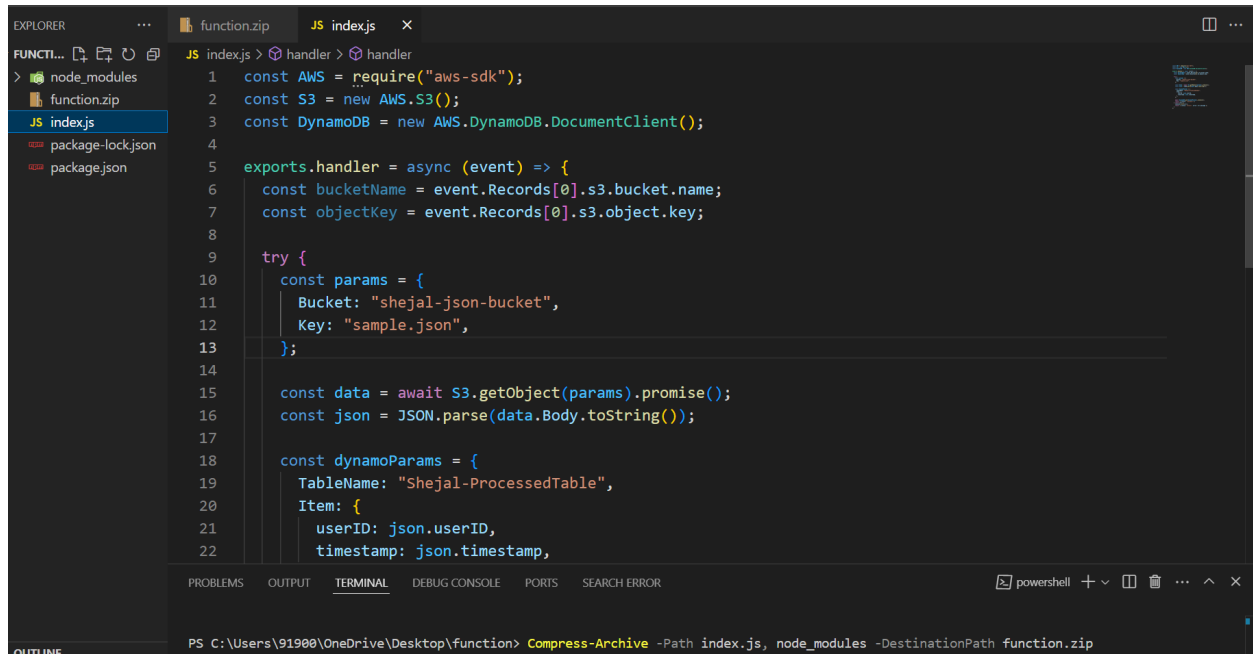 EXPLORER ...
function.zip
JS index.js ×
FUNCTI...
JS index.js > handler > handler
node_modules
function.zip
JS index.js
package-lock.json
package.json
1 const AWS = require("aws-sdk");
2 const S3 = new AWS.S3();
3 const DynamoDB = new AWS.DynamoDB.DocumentClient();
4
5 exports.handler = async (event) => {
6 const bucketName = event.Records[0].s3.bucket.name;
7 const objectKey = event.Records[0].s3.object.key;
8
9 try {
10 const params = {
11 Bucket: "shejal-json-bucket",
12 Key: "sample.json",
13 };
14
15 const data = await S3.getObject(params).promise();
16 const json = JSON.parse(data.Body.toString());
17
18 const dynamoParams = {
19 TableName: "Shejal-ProcessedTable",
20 Item: {
21 userID: json.userID,
22 timestamp: json.timestamp,
PROBLEMS OUTPUT TERMINAL DEBUG CONSOLE PORTS SEARCH ERROR
powershell
PS C:\Users\91900\OneDrive\Desktop\function> Compress-Archive -Path index.js, node_modules -DestinationPath function.zip
OUTLINE